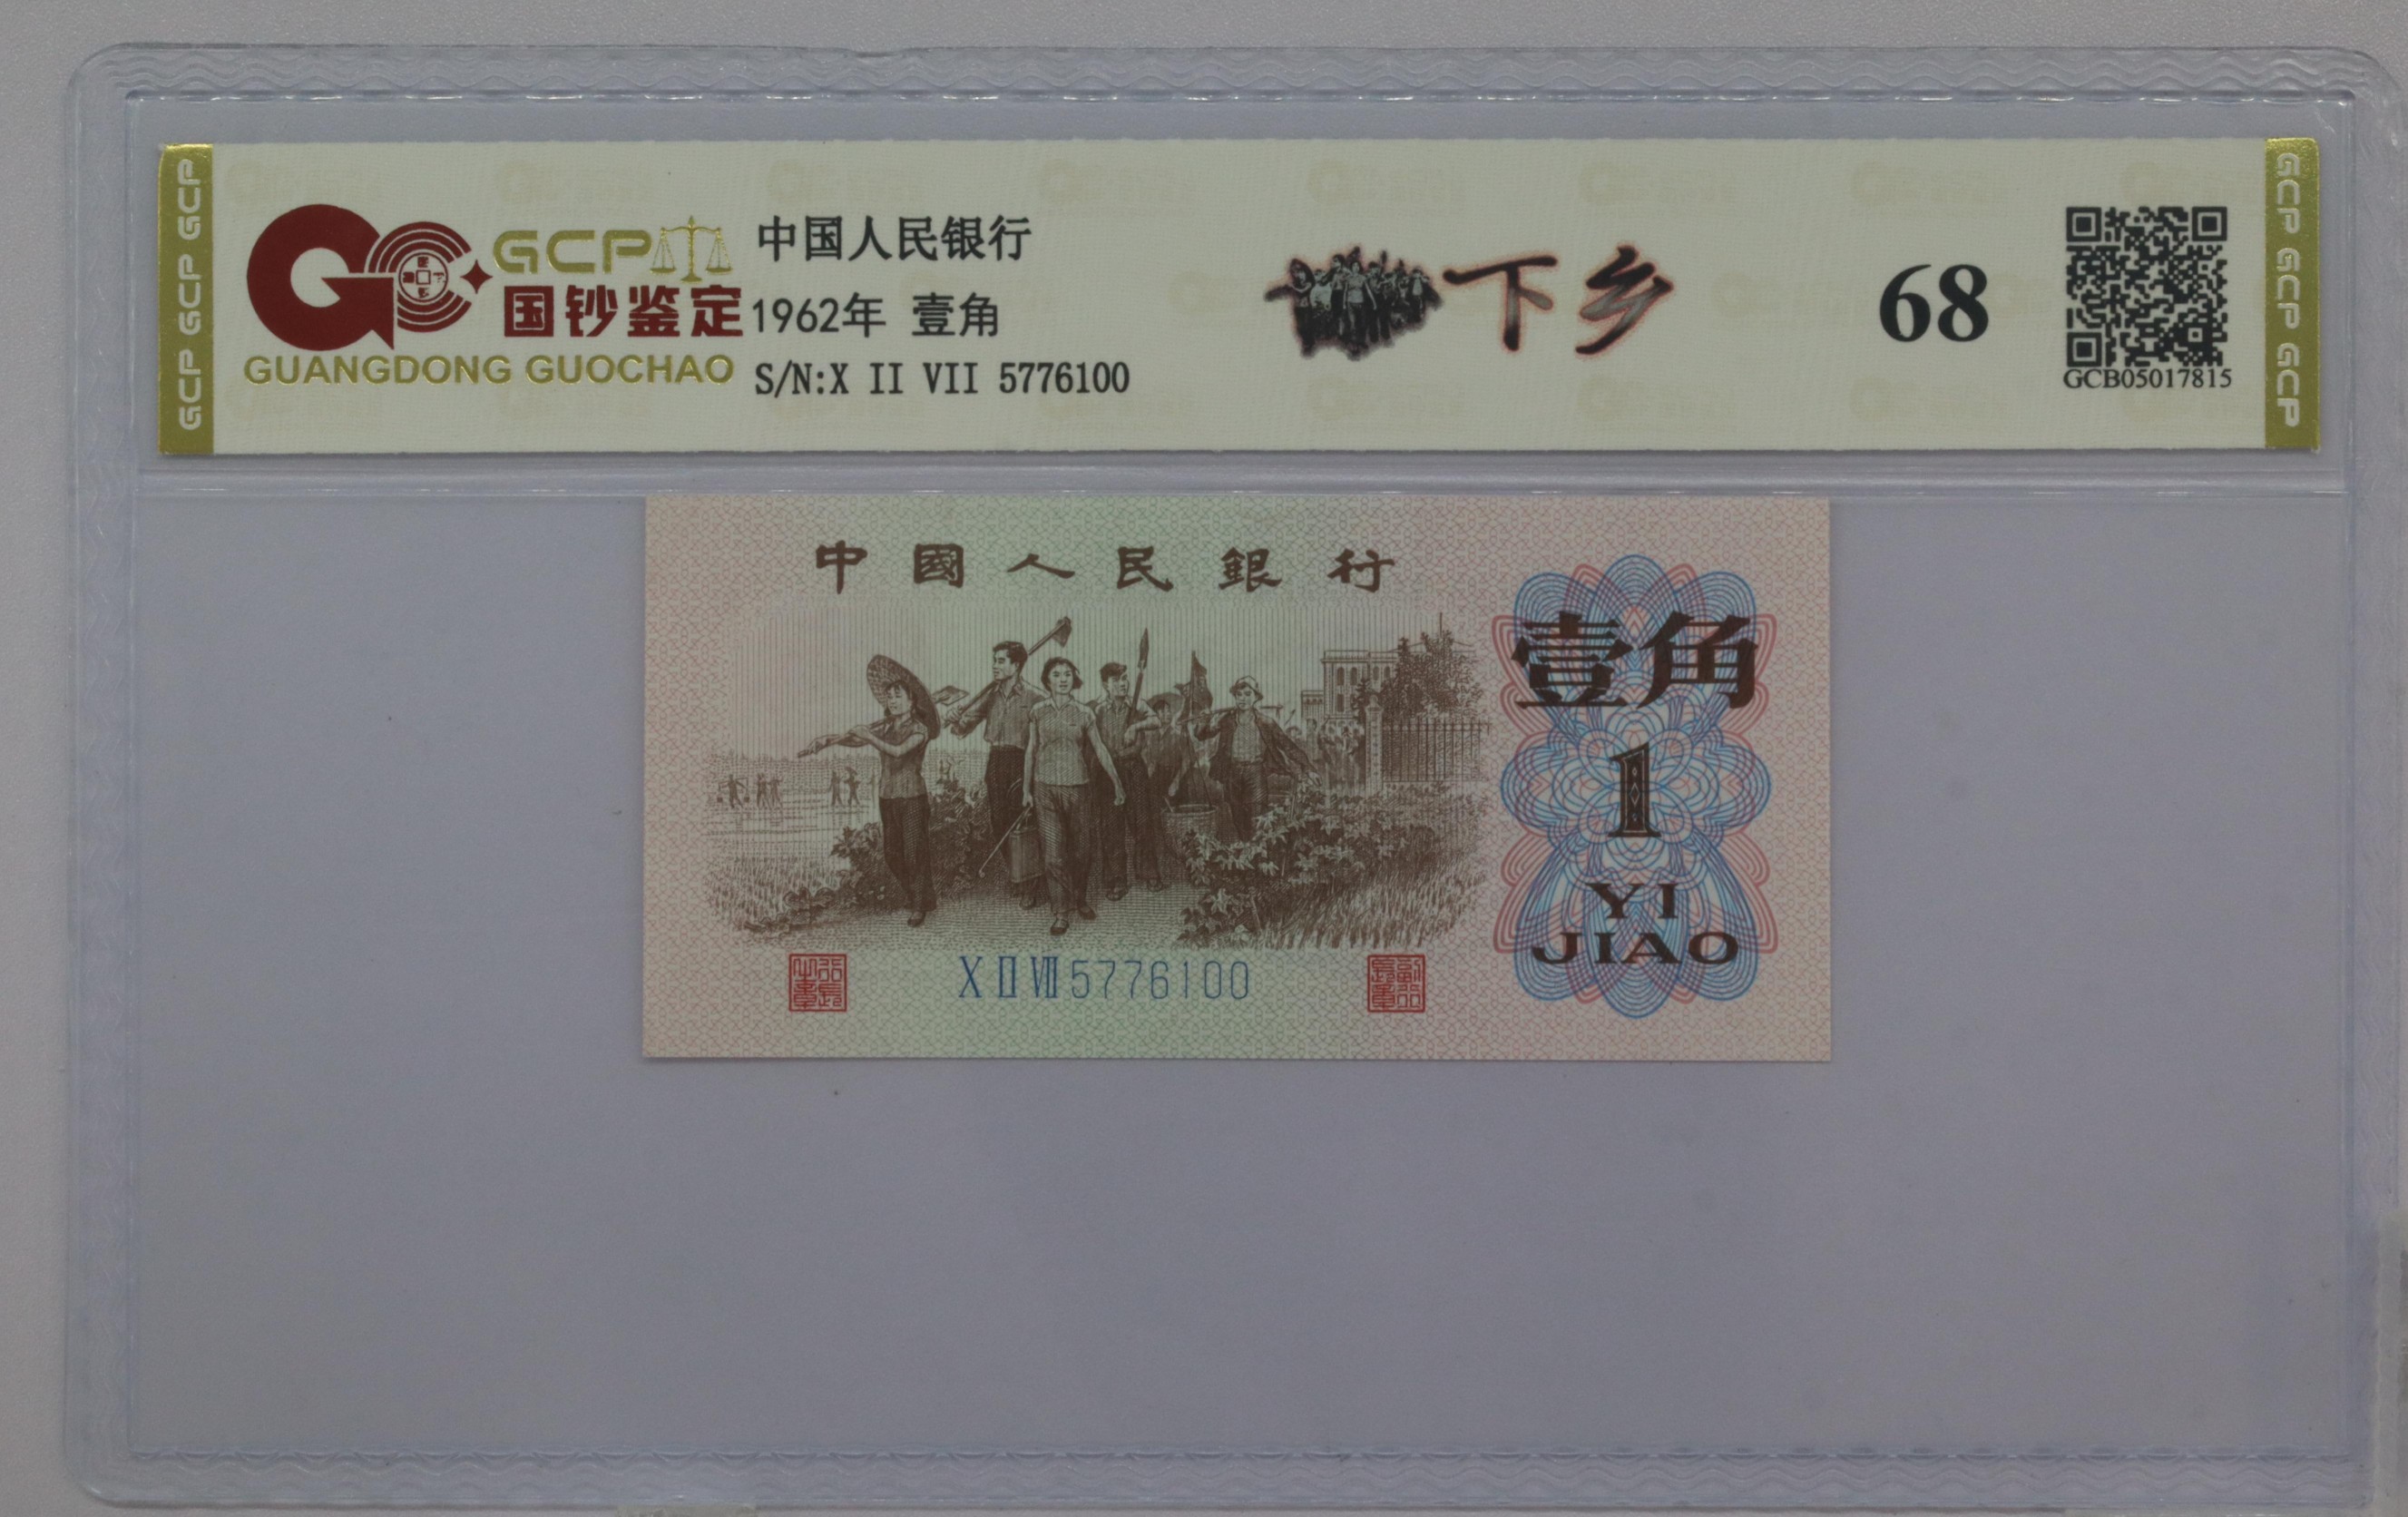 GCP GCP GCP
GCP
国钞鉴定
GUANGDONG GUOCHAO
中国人民银行
1962年 壹角
S/N:X II VII 5776100
下乡
68
GCB05017815
GCP GCP GCP
中國人民銀行
壹角
1
YI
JIAO
X II VII 5776100